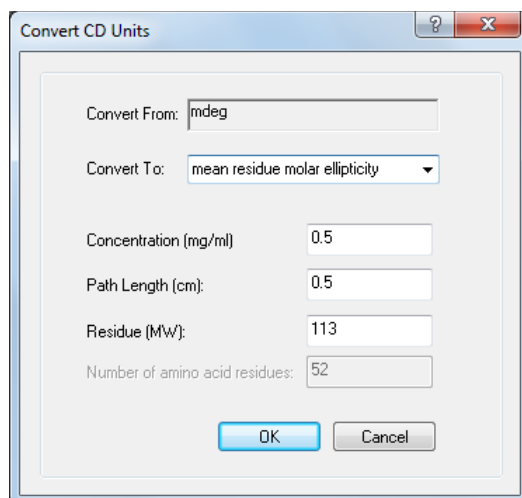 Convert CD Units
?
X
Convert From: mdeg
Convert To: mean residue molar ellipticity
Concentration (mg/ml) 0.5
Path Length (cm): 0.5
Residue (MW): 113
Number of amino acid residues: 52
OK Cancel